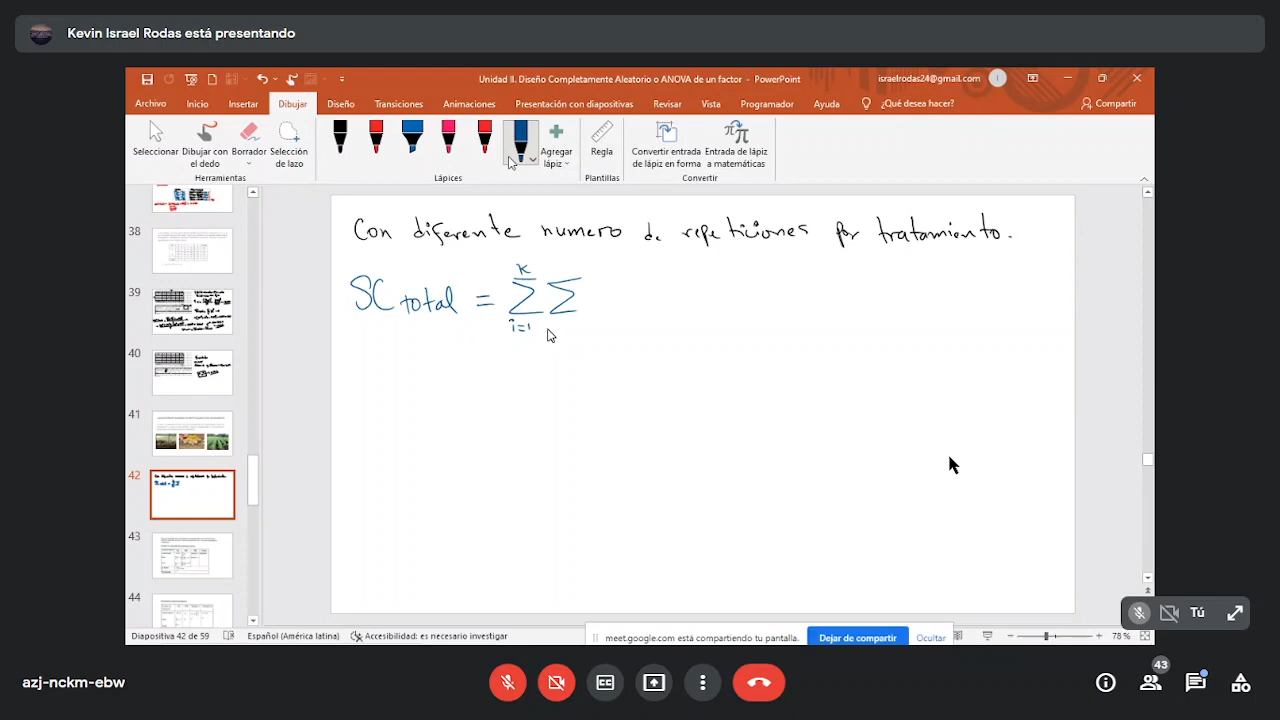 Kevin Israel Rodas está presentando
Unidad II. Diseño Completamente Aleatorio o ANOVA de un factor - PowerPoint
israelrodas24@gmail.com
I
Archivo Inicio Insertar Dibujar Diseño Transiciones Animaciones Presentación con diapositivas Revisar Vista Programador Ayuda ¿Qué desea hacer? Compartir
Seleccionar Dibujar con el dedo Borrador Selección de lazo Agregar lápiz Regla Convertir entrada de lápiz en forma Entrada de lápiz a matemáticas
Herramientas Lápices Plantillas Convertir
38
39
40
41
42
43
44
Con diferente numero de repeticiones por tratamiento.
SC total = K ∑ i=1 ∑
Diapositiva 42 de 59 Español (América latina) Accesibilidad: es necesario investigar
meet.google.com está compartiendo tu pantalla. Dejar de compartir Ocultar
78 %
Tú
azj-nckm-ebw
43